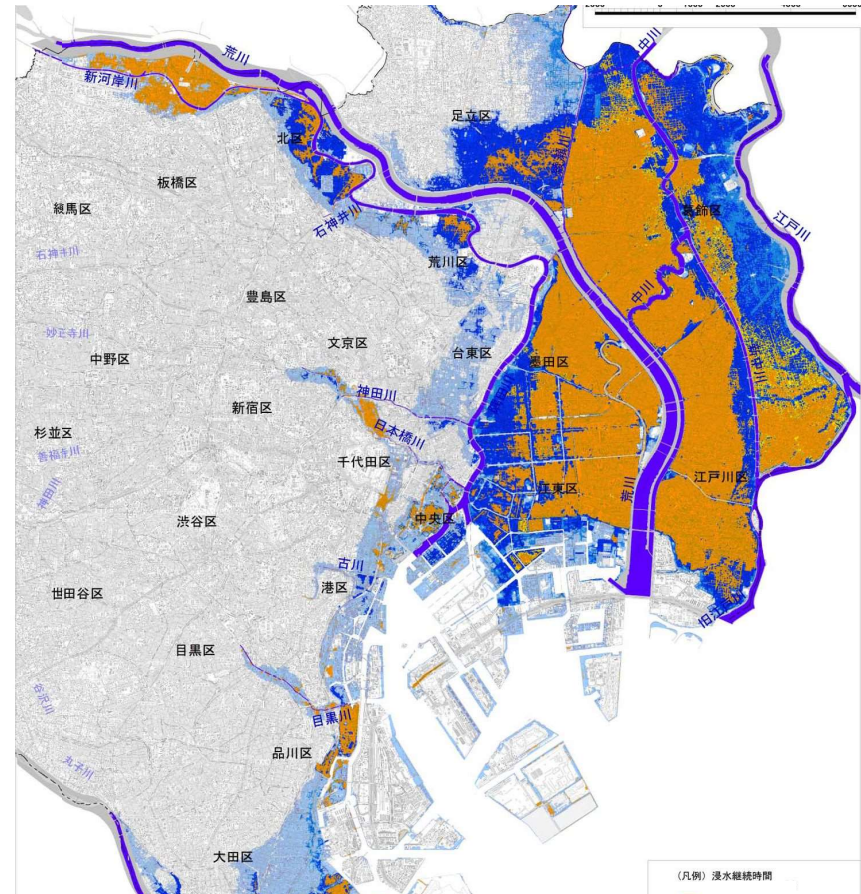 荒川
中川
新河岸川
足立区
北区
板橋区
練馬区
葛飾区
石神井川
江戸川
石神井川
荒川区
豊島区
中川
妙正寺川
文京区
台東区
墨田区
中野区
新中川
神田川
新宿区
日本橋川
杉並区
善福寺川
千代田区
江戸川区
神田川
江東区
荒川
渋谷区
中央区
古川
港区
世田谷区
旧江戸川
目黒区
谷沢川
目黒川
品川区
丸子川
大田区
(凡例) 浸水継続時間